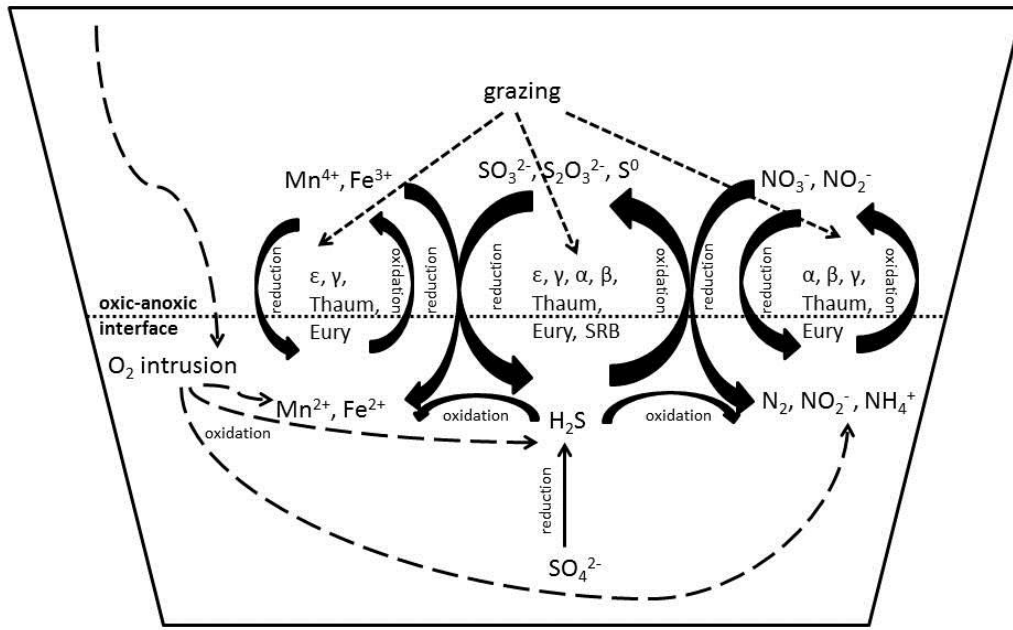 grazing
Mn⁴⁺, Fe³⁺
SO₃²⁻, S₂O₃²⁻, S⁰
NO₃⁻, NO₂⁻
reduction
ε, γ,
Thaum,
Eury
oxidation
reduction
reduction
ε, γ, α, β,
Thaum,
Eury, SRB
oxidation
reduction
reduction
α, β, γ,
Thaum,
Eury
oxidation
oxic-anoxic
interface
O₂ intrusion
Mn²⁺, Fe²⁺
oxidation
H₂S
oxidation
N₂, NO₂⁻, NH₄⁺
oxidation
reduction
SO₄²⁻